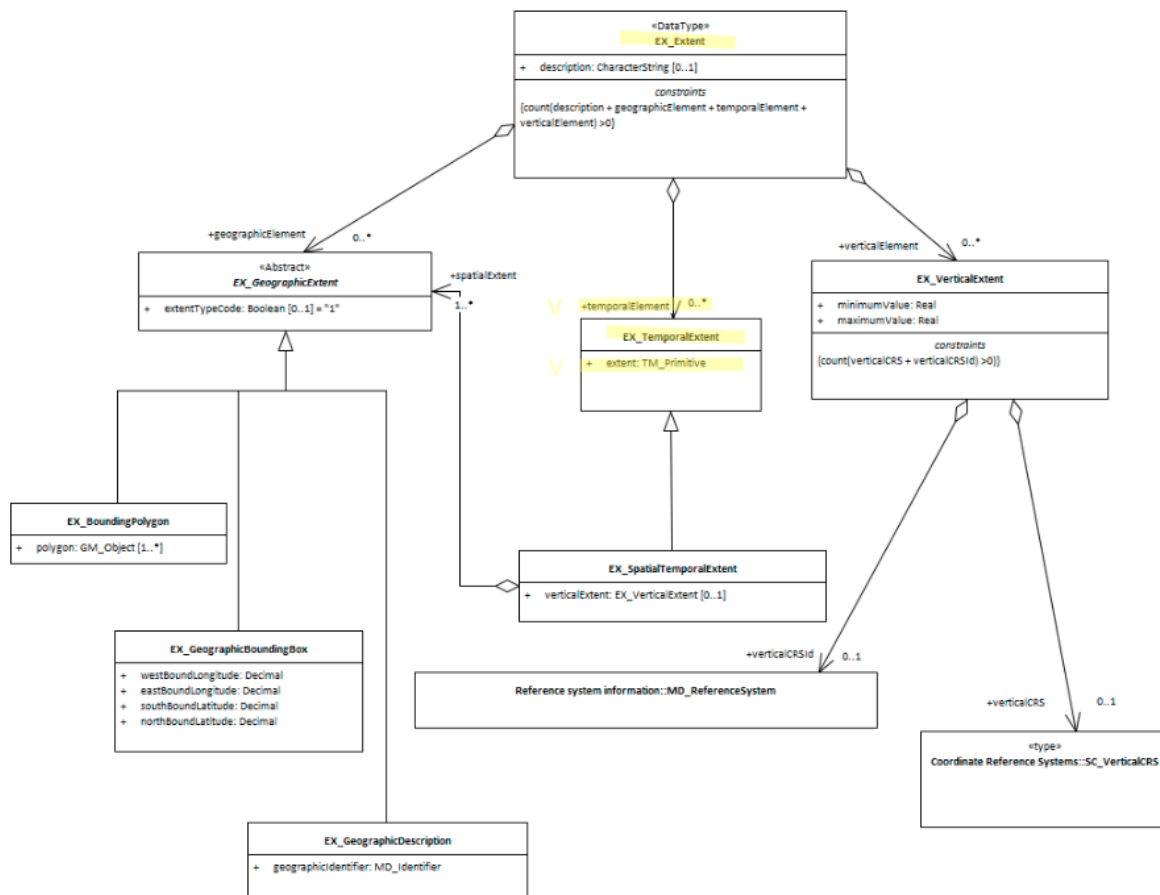 «DataType»
EX_Extent
+ description: CharacterString [0..1]
constraints
{count(description + geographicElement + temporalElement +
verticalElement) >0}
+geographicElement
0..*
+verticalElement
0..*
«Abstract»
EX_GeographicExtent
+ extentTypeCode: Boolean [0..1] = "1"
+spatialExtent
1..*
V +temporalElement 0..*
EX_TemporalExtent
V + extent: TM_Primitive
EX_VerticalExtent
+ minimumValue: Real
+ maximumValue: Real
constraints
{count(verticalCRS + verticalCRSId) >0)}
EX_BoundingPolygon
+ polygon: GM_Object [1..*]
EX_SpatialTemporalExtent
+ verticalExtent: EX_VerticalExtent [0..1]
EX_GeographicBoundingBox
+ westBoundLongitude: Decimal
+ eastBoundLongitude: Decimal
+ southBoundLatitude: Decimal
+ northBoundLatitude: Decimal
+verticalCRSId
0..1
Reference system information::MD_ReferenceSystem
+verticalCRS
0..1
«type»
Coordinate Reference Systems::SC_VerticalCRS
EX_GeographicDescription
+ geographicIdentifier: MD_Identifier